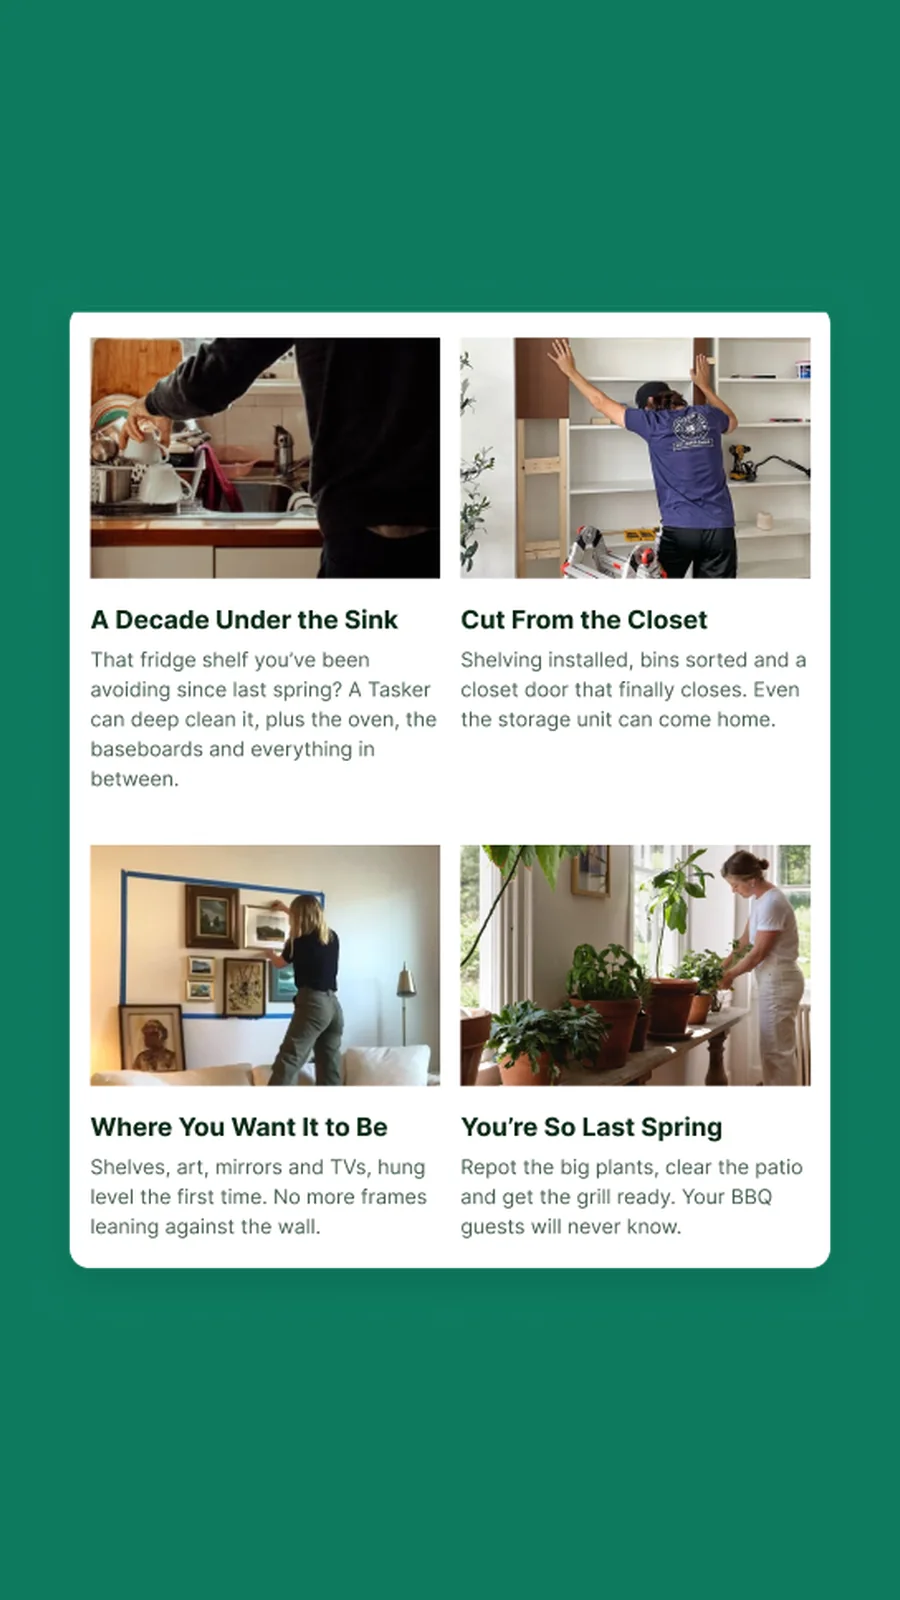 A Decade Under the Sink
That fridge shelf you’ve been
avoiding since last spring? A Tasker
can deep clean it, plus the oven, the
baseboards and everything in
between.
Cut From the Closet
Shelving installed, bins sorted and a
closet door that finally closes. Even
the storage unit can come home.
Where You Want It to Be
Shelves, art, mirrors and TVs, hung
level the first time. No more frames
leaning against the wall.
You’re So Last Spring
Repot the big plants, clear the patio
and get the grill ready. Your BBQ
guests will never know.